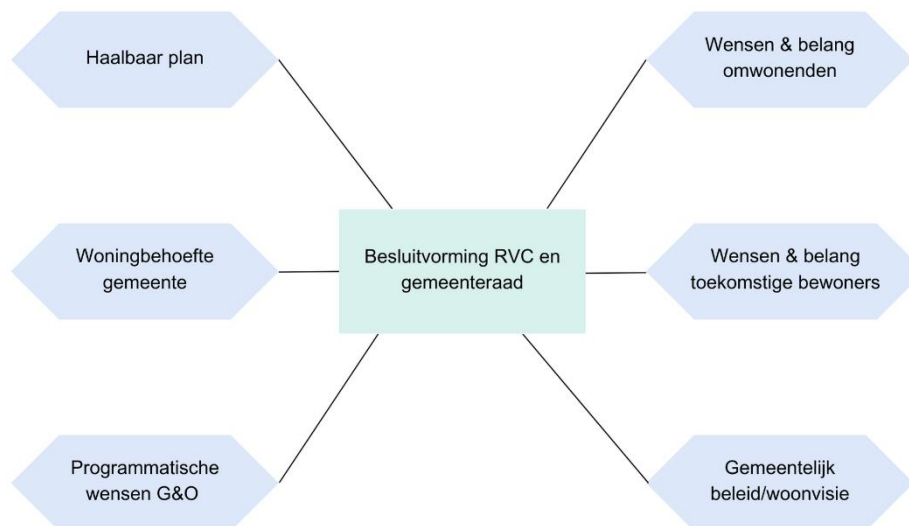 Haalbaar plan
Wensen & belang
omwonenden
Woningbehoefte
gemeente
Besluitvorming RVC en
gemeenteraad
Wensen & belang
toekomstige bewoners
Programmatische
wensen G&O
Gemeentelijk
beleid/woonvisie